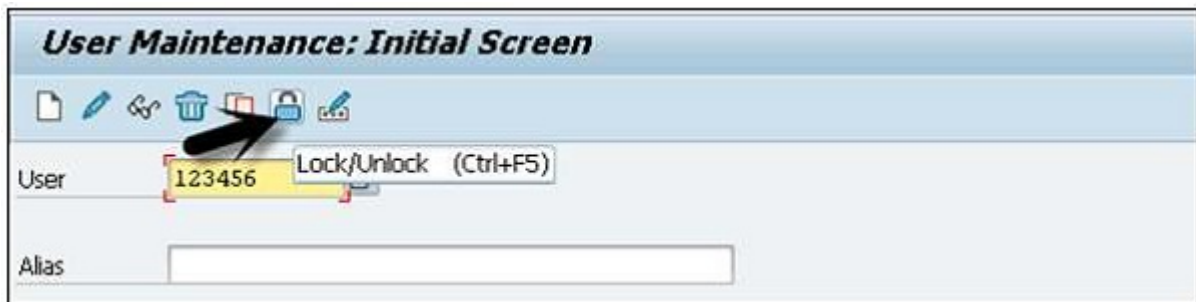 User Maintenance: Initial Screen
Lock/Unlock (Ctrl+F5)
User 123456
Alias